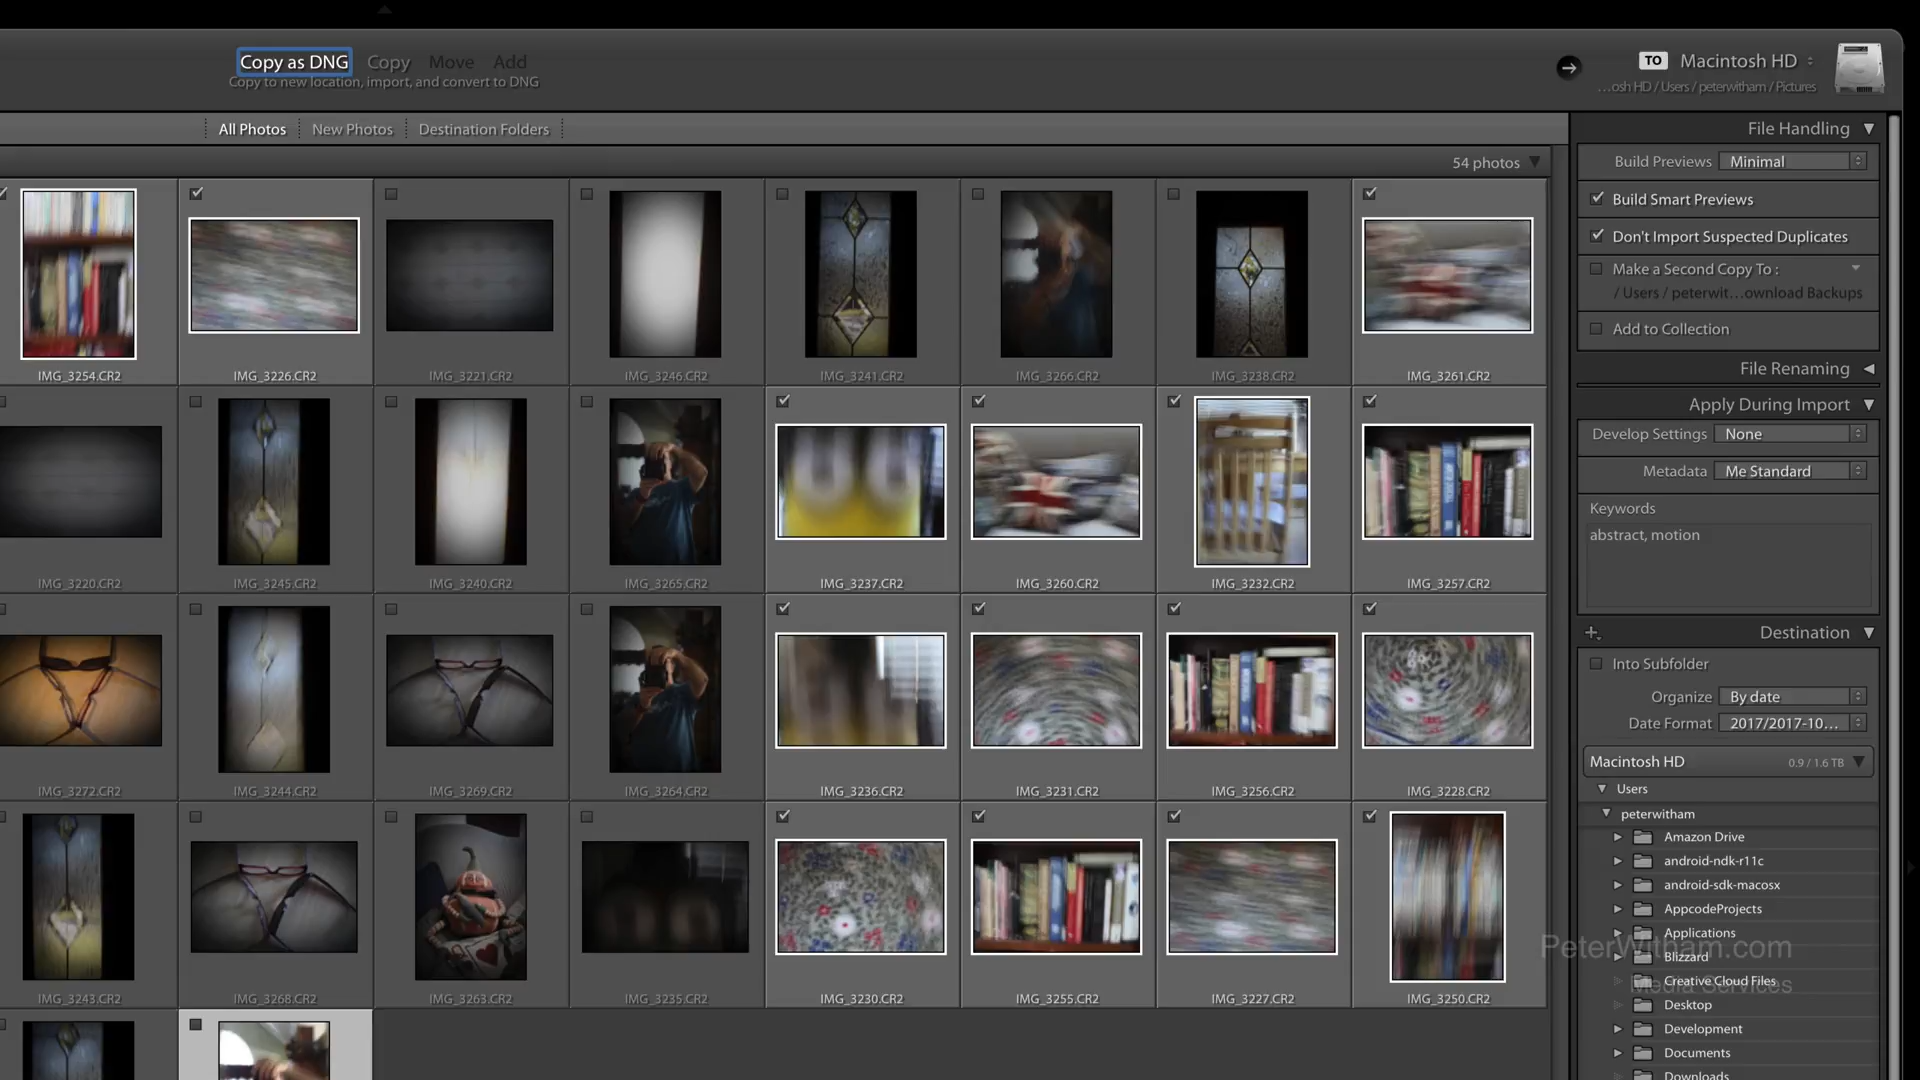 Copy as DNG Copy Move Add
Copy to new location, import, and convert to DNG
TO Macintosh HD
...osh HD / Users / peterwitham / Pictures
All Photos New Photos Destination Folders
54 photos
IMG_3254.CR2 IMG_3226.CR2 IMG_3221.CR2 IMG_3246.CR2 IMG_3241.CR2 IMG_3266.CR2 IMG_3238.CR2 IMG_3261.CR2
IMG_3220.CR2 IMG_3245.CR2 IMG_3240.CR2 IMG_3265.CR2 IMG_3237.CR2 IMG_3260.CR2 IMG_3232.CR2 IMG_3257.CR2
IMG_3272.CR2 IMG_3244.CR2 IMG_3269.CR2 IMG_3264.CR2 IMG_3236.CR2 IMG_3231.CR2 IMG_3256.CR2 IMG_3228.CR2
IMG_3243.CR2 IMG_3268.CR2 IMG_3263.CR2 IMG_3235.CR2 IMG_3230.CR2 IMG_3255.CR2 IMG_3227.CR2 IMG_3250.CR2
File Handling
Build Previews Minimal
Build Smart Previews
Don't Import Suspected Duplicates
Make a Second Copy To :
/ Users / peterwit...ownload Backups
Add to Collection
File Renaming
Apply During Import
Develop Settings None
Metadata Me Standard
Keywords
abstract, motion
Destination
Into Subfolder
Organize By date
Date Format 2017/2017-10...
Macintosh HD 0.9 / 1.6 TB
Users
peterwitham
Amazon Drive
android-ndk-r11c
android-sdk-macosx
AppcodeProjects
Applications
PeterWitham.com
Blizzard
Creative Cloud Files
Media Services
Desktop
Development
Documents
Downloads